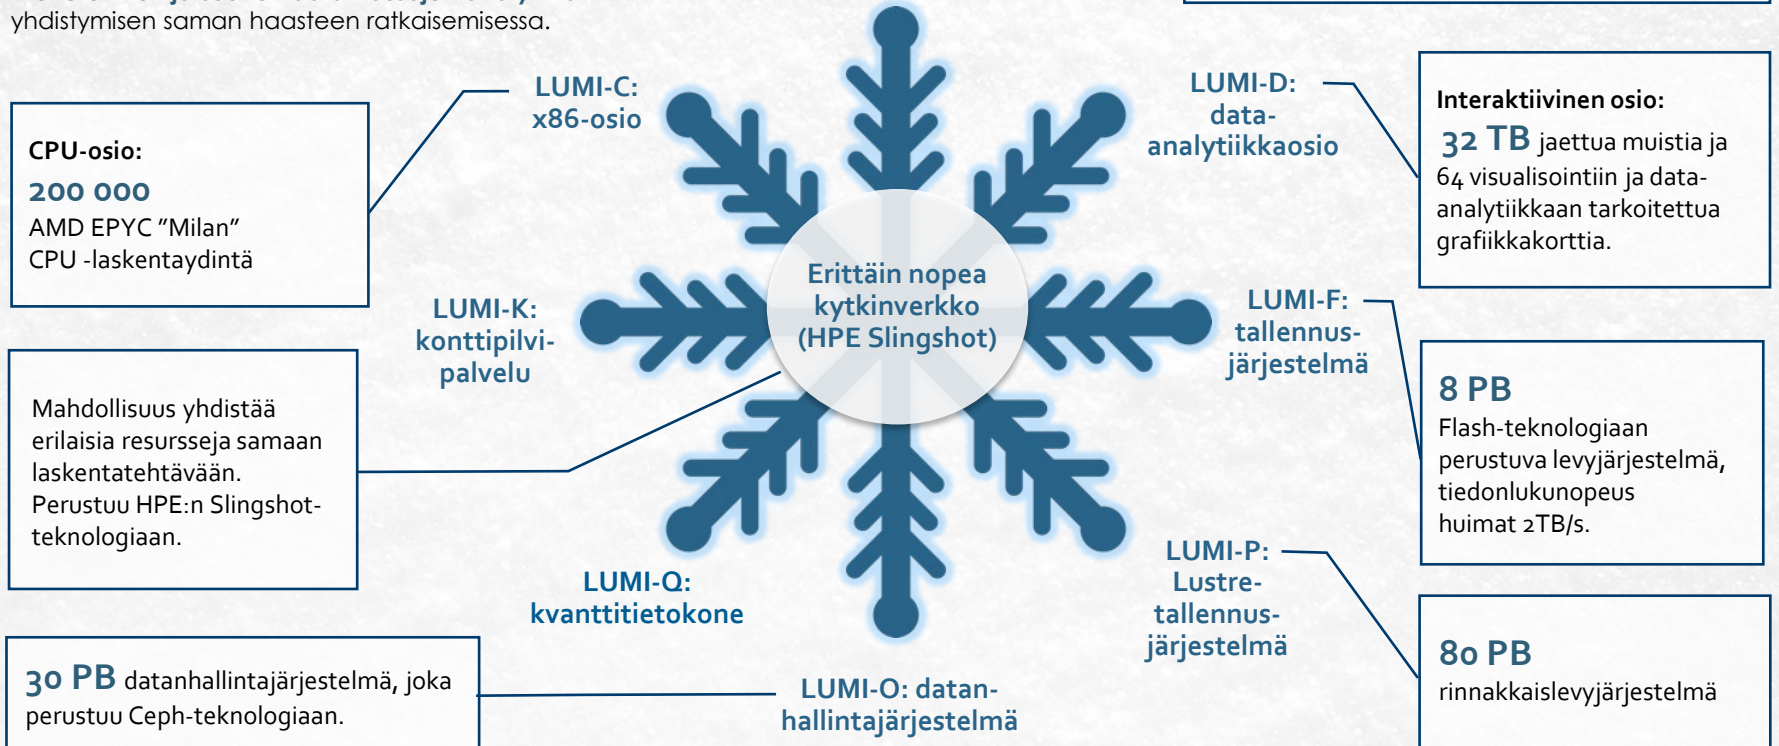 yhdistymisen saman haasteen ratkaisemisessa.
LUMI-C:
x86-osio
CPU-osio:
200 000
AMD EPYC ”Milan”
CPU -laskentaydintä
LUMI-D:
data-
analytiikkaosio
Interaktiivinen osio:
32 TB jaettua muistia ja
64 visualisointiin ja data-
analytiikkaan tarkoitettua
grafiikkakorttia.
LUMI-K:
konttipilvi-
palvelu
Erittäin nopea
kytkinverkko
(HPE Slingshot)
LUMI-F:
tallennus-
järjestelmä
8 PB
Flash-teknologiaan
perustuva levyjärjestelmä,
tiedonlukunopeus
huimat 2TB/s.
Mahdollisuus yhdistää
erilaisia resursseja samaan
laskentatehtävään.
Perustuu HPE:n Slingshot-
teknologiaan.
LUMI-Q:
kvanttitietokone
LUMI-P:
Lustre-
tallennus-
järjestelmä
80 PB
rinnakkaislevyjärjestelmä
30 PB datanhallintajärjestelmä, joka
perustuu Ceph-teknologiaan.
LUMI-O: datan-
hallintajärjestelmä